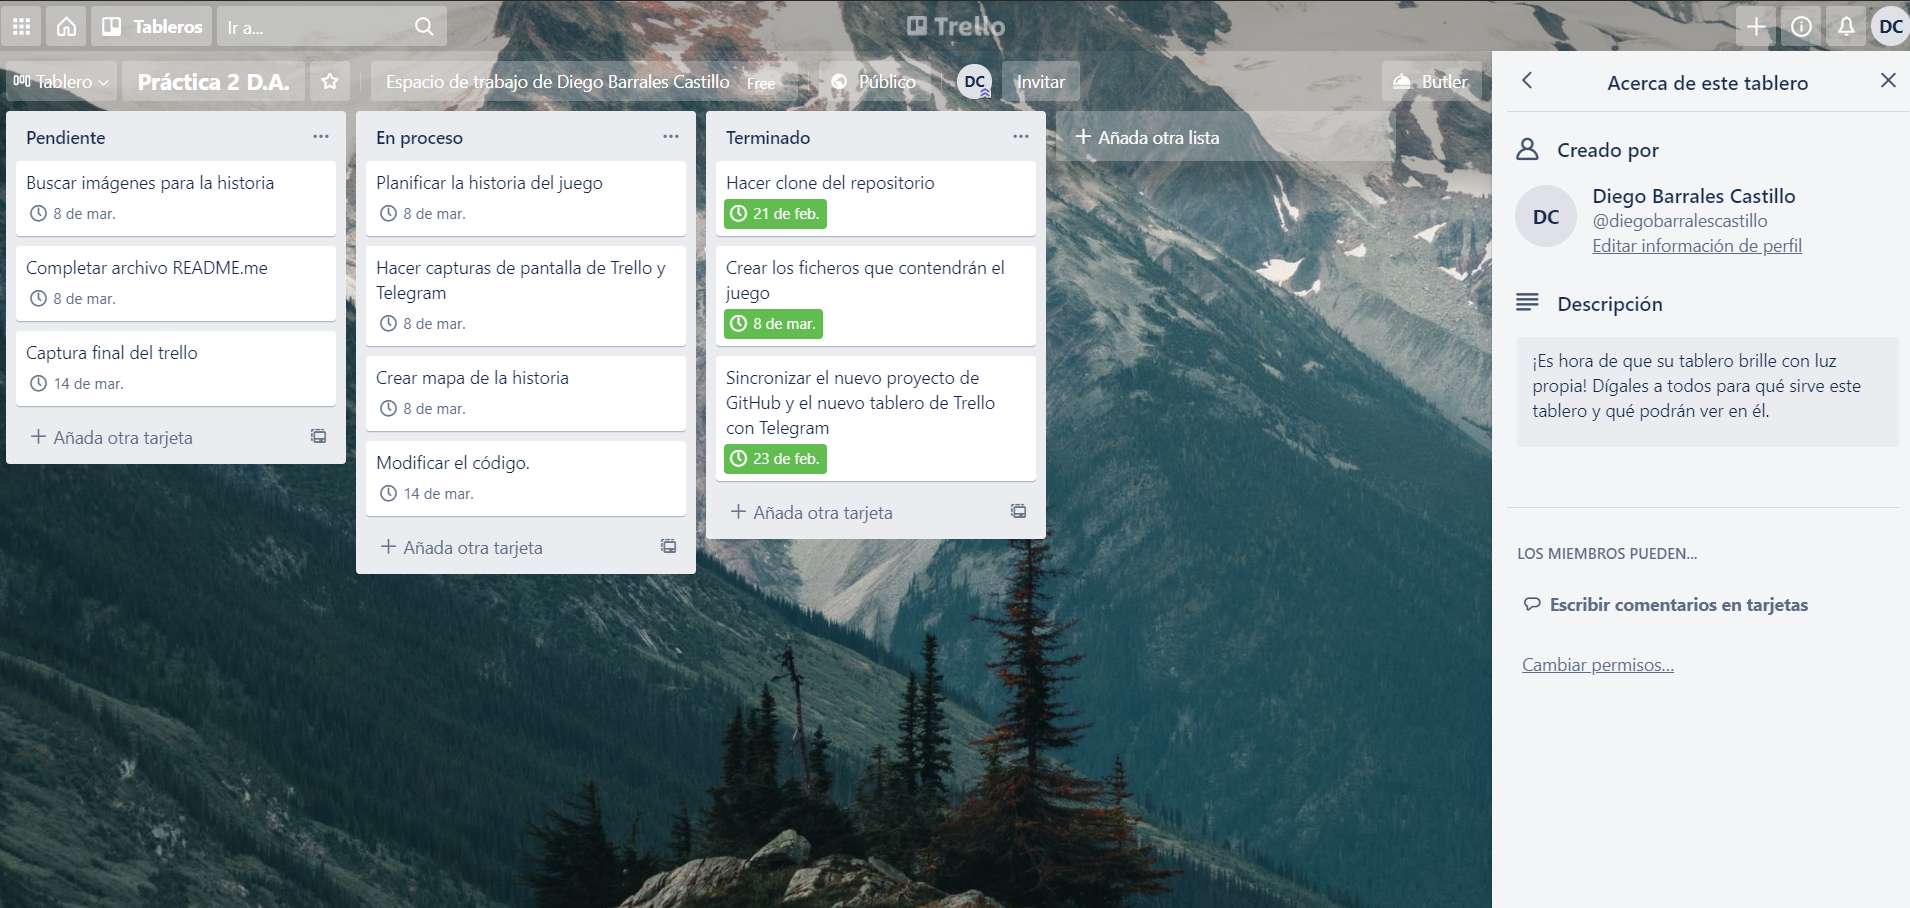 Tableros
Ir a...
Trello
DC
Tablero
Práctica 2 D.A.
Espacio de trabajo de Diego Barrales Castillo Free
Público
DC
Invitar
Butler
Pendiente
Buscar imágenes para la historia
8 de mar.
Completar archivo README.me
8 de mar.
Captura final del trello
14 de mar.
Añada otra tarjeta
En proceso
Planificar la historia del juego
8 de mar.
Hacer capturas de pantalla de Trello y
Telegram
8 de mar.
Crear mapa de la historia
8 de mar.
Modificar el código.
14 de mar.
Añada otra tarjeta
Terminado
Hacer clone del repositorio
21 de feb.
Crear los ficheros que contendrán el
juego
8 de mar.
Sincronizar el nuevo proyecto de
GitHub y el nuevo tablero de Trello
con Telegram
23 de feb.
Añada otra tarjeta
Añada otra lista
Acerca de este tablero
Creado por
DC
Diego Barrales Castillo
@diegobarralescastillo
Editar información de perfil
Descripción
¡Es hora de que su tablero brille con luz
propia! Dígales a todos para qué sirve este
tablero y qué podrán ver en él.
LOS MIEMBROS PUEDEN...
Escribir comentarios en tarjetas
Cambiar permisos...